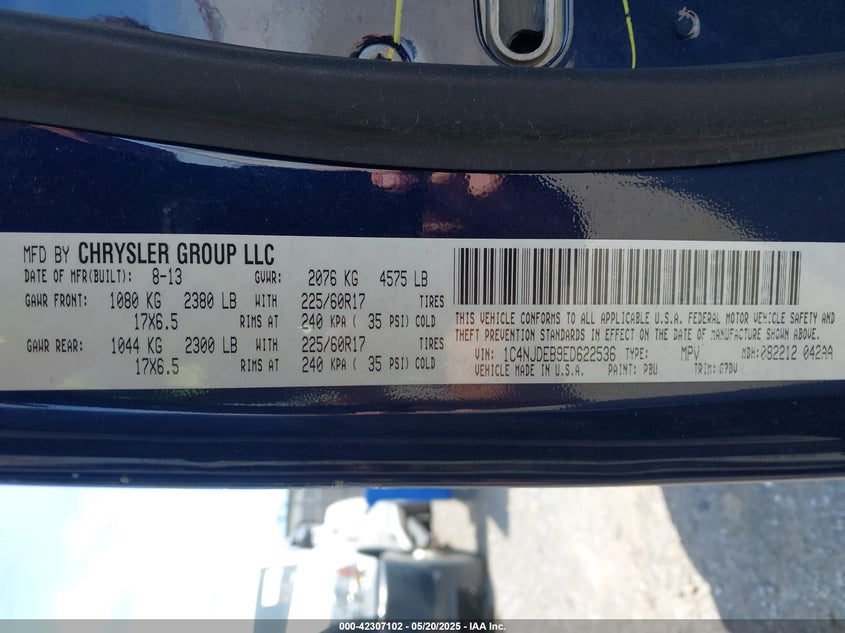 MFD BY CHRYSLER GROUP LLC
DATE OF MFR(BUILT): 8-13 GVWR: 2076 KG 4575 LB
GAWR FRONT: 1080 KG 2380 LB WITH 225/60R17 TIRES
17X6.5 RIMS AT 240 KPA ( 35 PSI) COLD
GAWR REAR: 1044 KG 2300 LB WITH 225/60R17 TIRES
17X6.5 RIMS AT 240 KPA ( 35 PSI) COLD
THIS VEHICLE CONFORMS TO ALL APPLICABLE U.S.A. FEDERAL MOTOR VEHICLE SAFETY AND
THEFT PREVENTION STANDARDS IN EFFECT ON THE DATE OF MANUFACTURE SHOWN ABOVE.
VIN: 1C4NJDEB9ED622536 TYPE: MPV MDH: 082212 042AA
VEHICLE MADE IN U.S.A. PAINT: PBU TRIM: G7DV
000-42307102 - 05/20/2025 - IAA Inc.